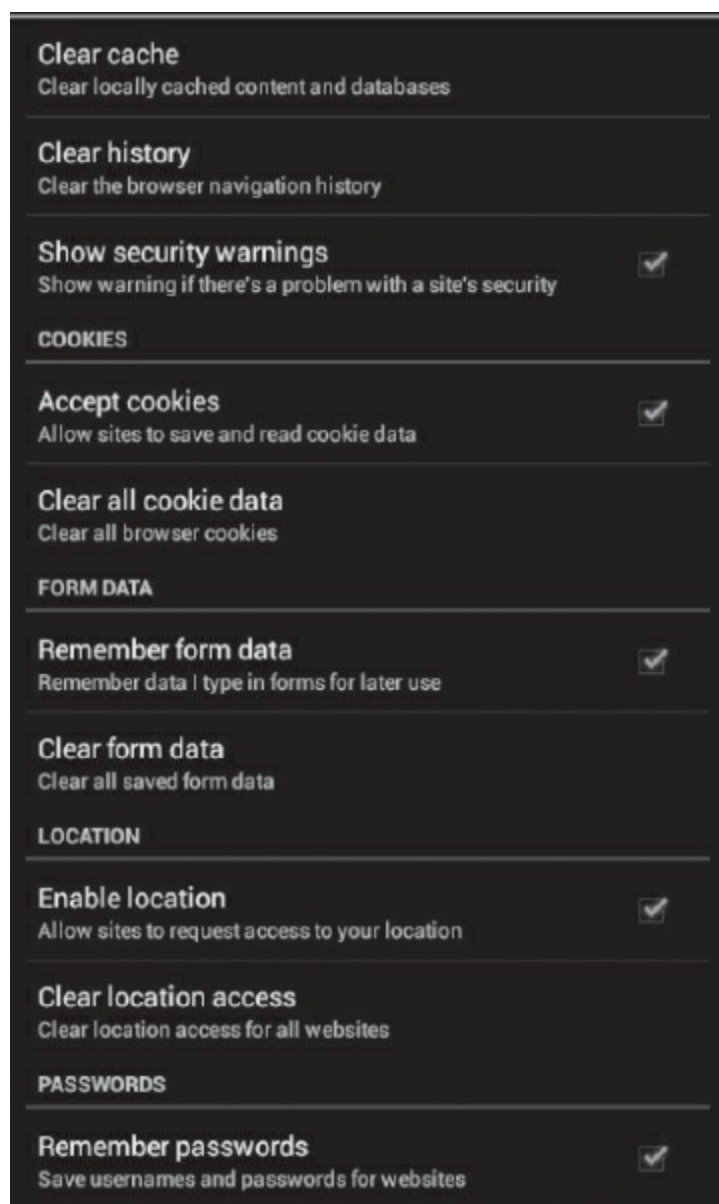 Clear cache
Clear locally cached content and databases
Clear history
Clear the browser navigation history
Show security warnings
Show warning if there's a problem with a site's security
COOKIES
Accept cookies
Allow sites to save and read cookie data
Clear all cookie data
Clear all browser cookies
FORM DATA
Remember form data
Remember data I type in forms for later use
Clear form data
Clear all saved form data
LOCATION
Enable location
Allow sites to request access to your location
Clear location access
Clear location access for all websites
PASSWORDS
Remember passwords
Save usernames and passwords for websites